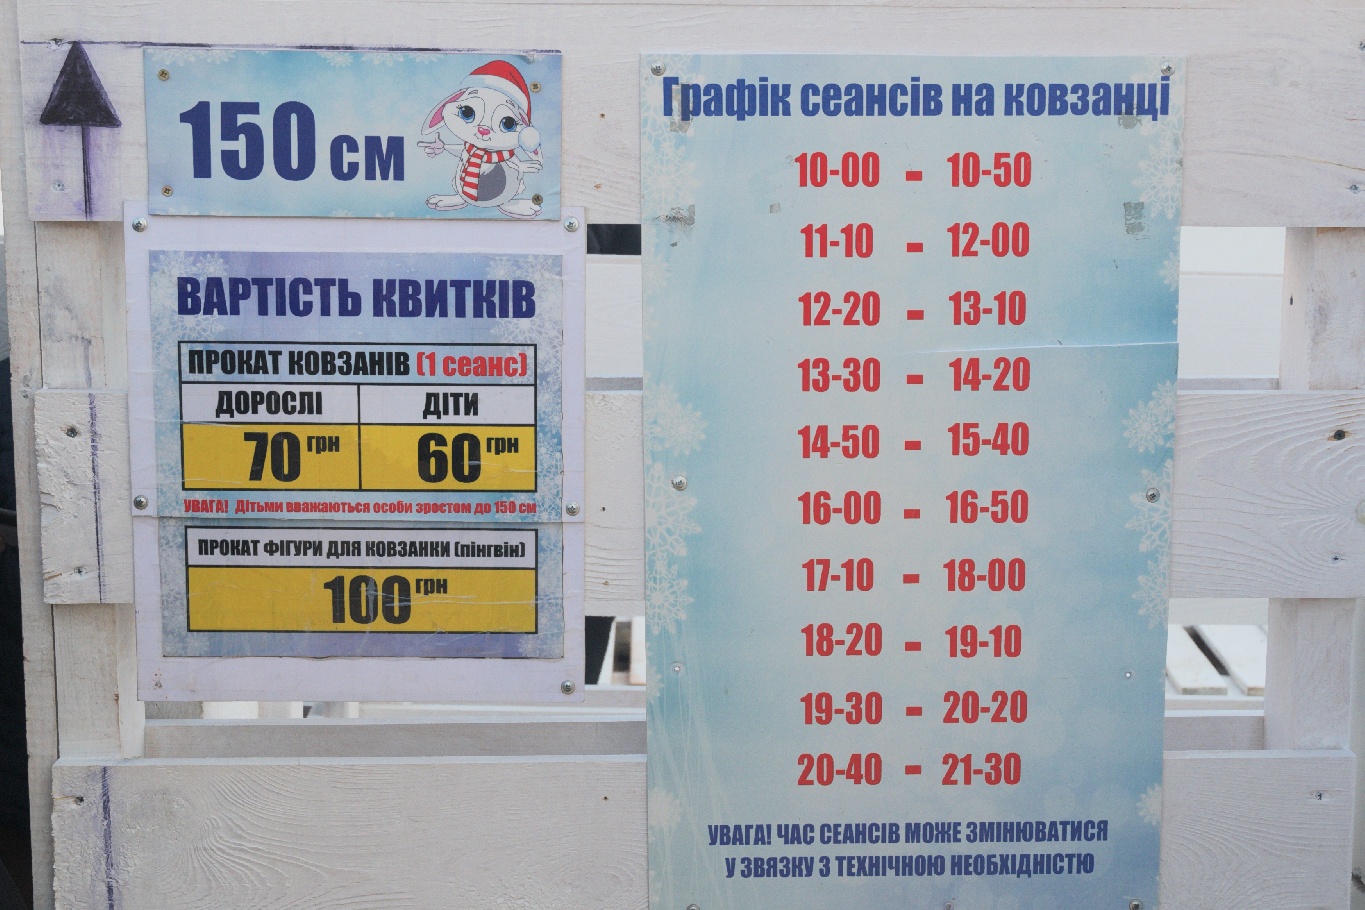 150 см
ВАРТІСТЬ КВИТКІВ
ПРОКАТ КОВЗАНІВ (1 сеанс)
ДОРОСЛІ ДІТИ
70 грн 60 грн
УВАГА! Дітьми вважаються особи зростом до 150 см
ПРОКАТ ФІГУРИ ДЛЯ КОВЗАНКИ (пінгвін)
100 грн
Графік сеансів на ковзанці
10-00 - 10-50
11-10 - 12-00
12-20 - 13-10
13-30 - 14-20
14-50 - 15-40
16-00 - 16-50
17-10 - 18-00
18-20 - 19-10
19-30 - 20-20
20-40 - 21-30
УВАГА! ЧАС СЕАНСІВ МОЖЕ ЗМІНЮВАТИСЯ
У ЗВЯЗКУ З ТЕХНІЧНОЮ НЕОБХІДНІСТЮ